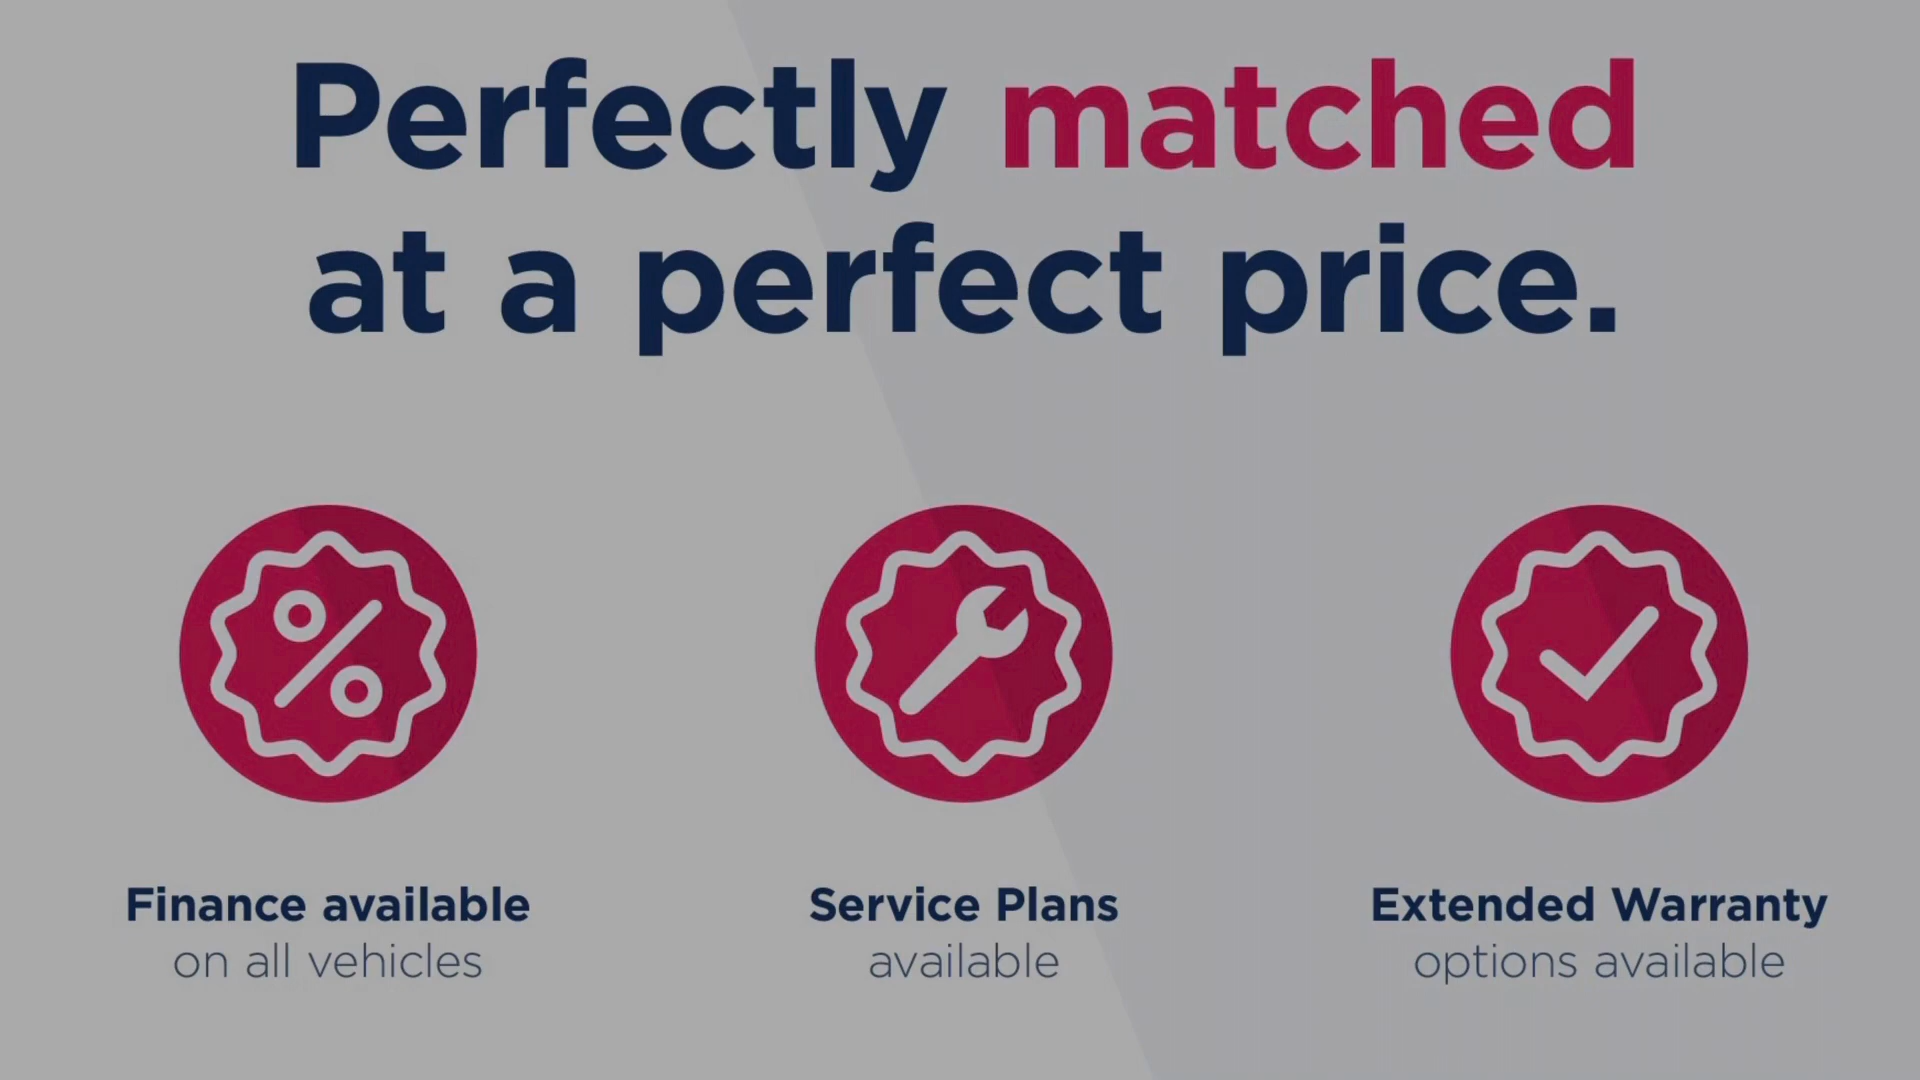 Perfectly matched
at a perfect price.
Finance available
on all vehicles
Service Plans
available
Extended Warranty
options available